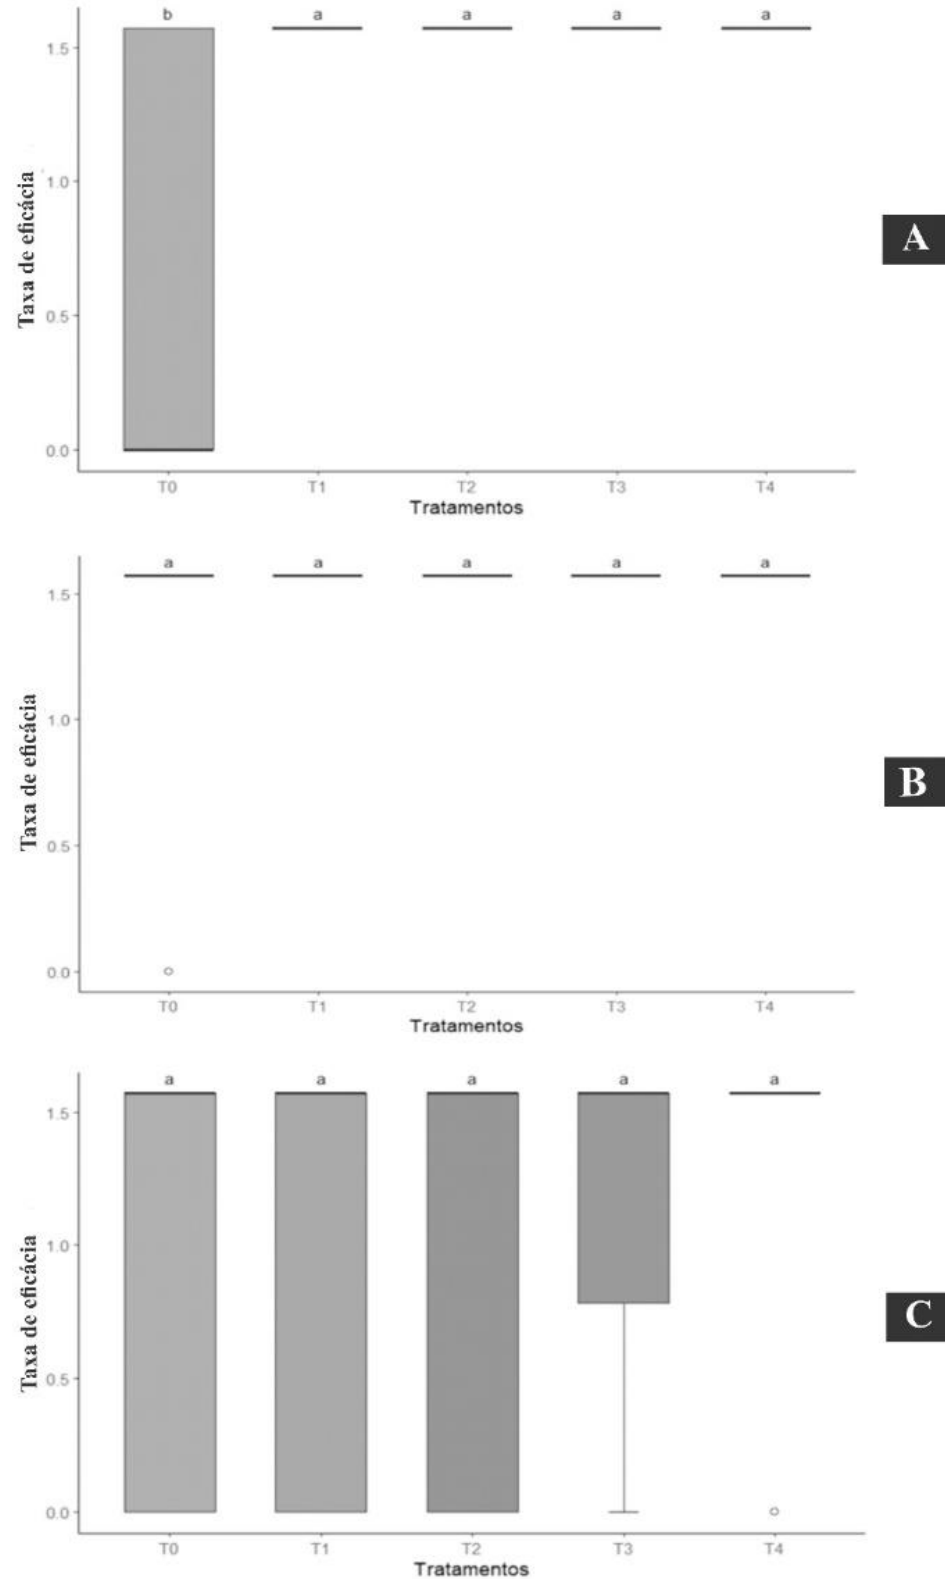 b a a a a
1.5
1.0
0.5
0.0
Taxa de eficácia
T0 T1 T2 T3 T4
Tratamentos
A
a a a a a
1.5
1.0
0.5
0.0
Taxa de eficácia
T0 T1 T2 T3 T4
Tratamentos
B
a a a a a
1.5
1.0
0.5
0.0
Taxa de eficácia
T0 T1 T2 T3 T4
Tratamentos
C